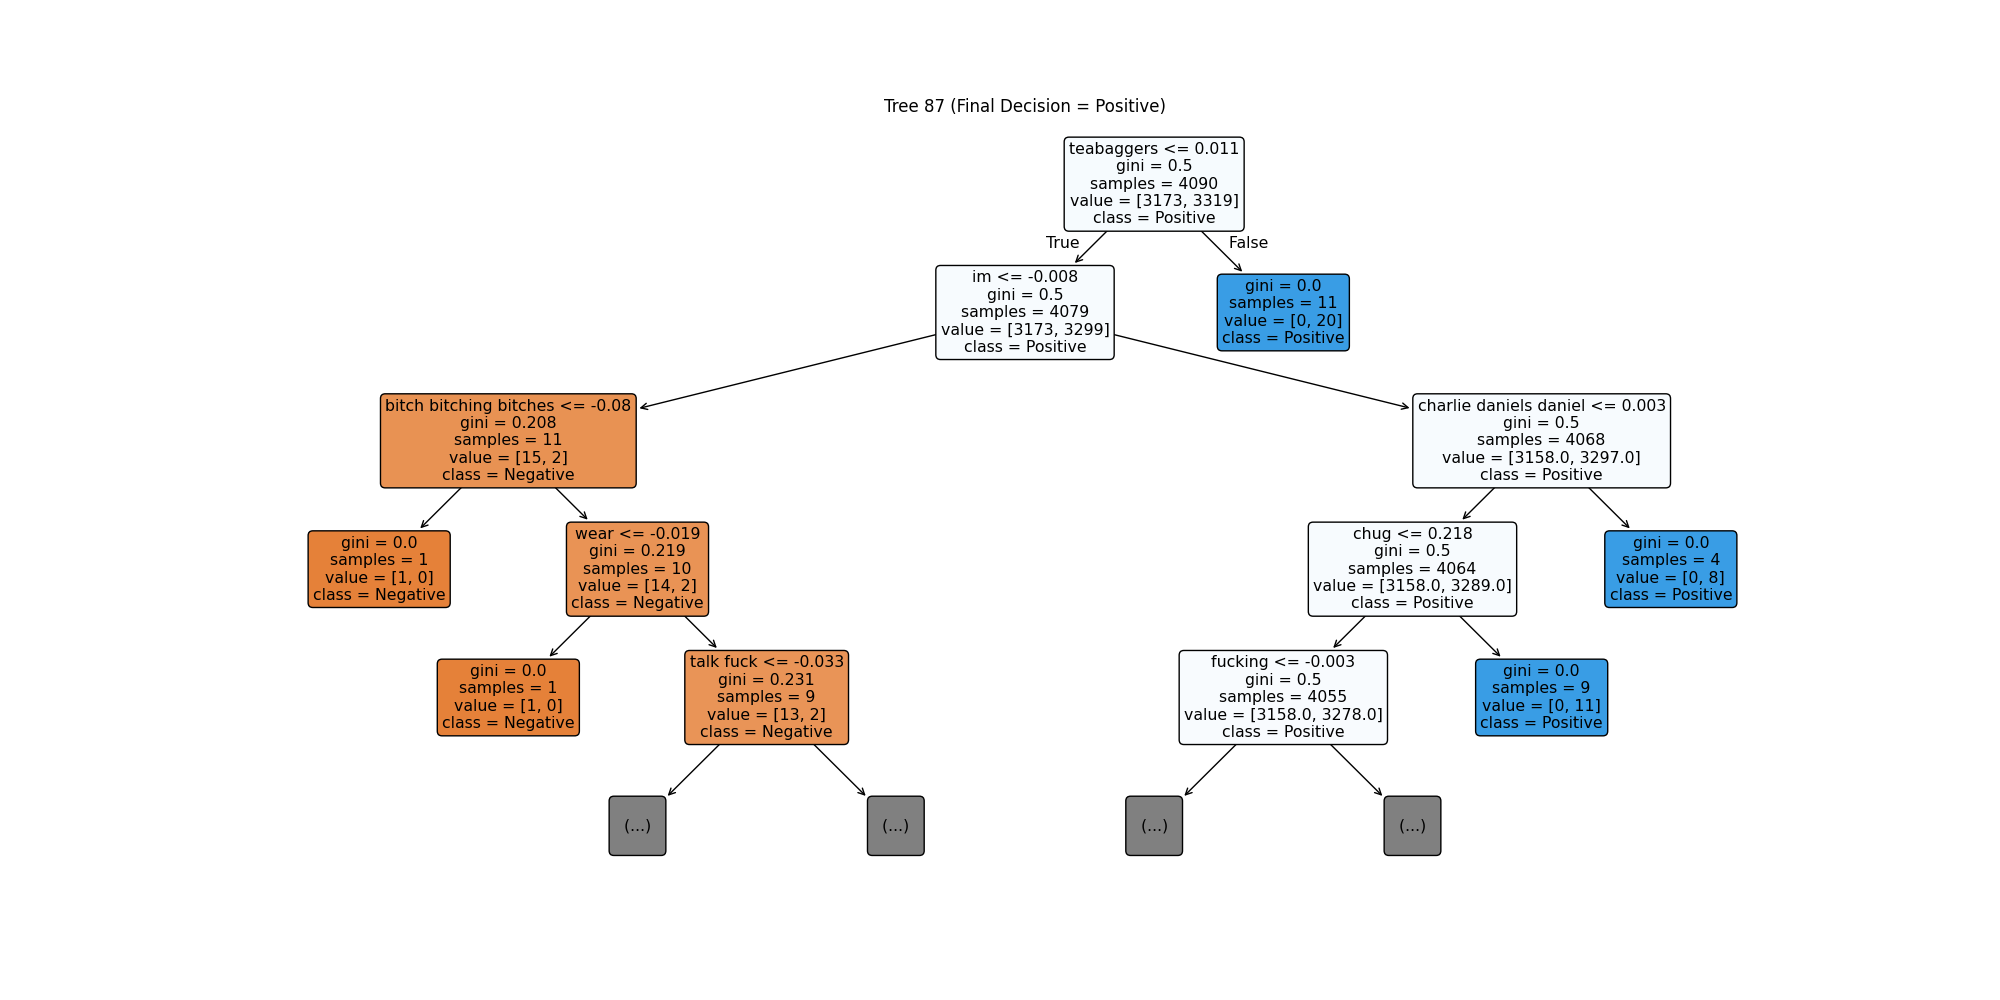 Tree 87 (Final Decision = Positive)
teabaggers <= 0.011
gini = 0.5
samples = 4090
value = [3173, 3319]
class = Positive
True
False
im <= -0.008
gini = 0.5
samples = 4079
value = [3173, 3299]
class = Positive
gini = 0.0
samples = 11
value = [0, 20]
class = Positive
bitch bitching bitches <= -0.08
gini = 0.208
samples = 11
value = [15, 2]
class = Negative
charlie daniels daniel <= 0.003
gini = 0.5
samples = 4068
value = [3158.0, 3297.0]
class = Positive
gini = 0.0
samples = 1
value = [1, 0]
class = Negative
wear <= -0.019
gini = 0.219
samples = 10
value = [14, 2]
class = Negative
chug <= 0.218
gini = 0.5
samples = 4064
value = [3158.0, 3289.0]
class = Positive
gini = 0.0
samples = 4
value = [0, 8]
class = Positive
gini = 0.0
samples = 1
value = [1, 0]
class = Negative
talk fuck <= -0.033
gini = 0.231
samples = 9
value = [13, 2]
class = Negative
fucking <= -0.003
gini = 0.5
samples = 4055
value = [3158.0, 3278.0]
class = Positive
gini = 0.0
samples = 9
value = [0, 11]
class = Positive
(...)
(...)
(...)
(...)